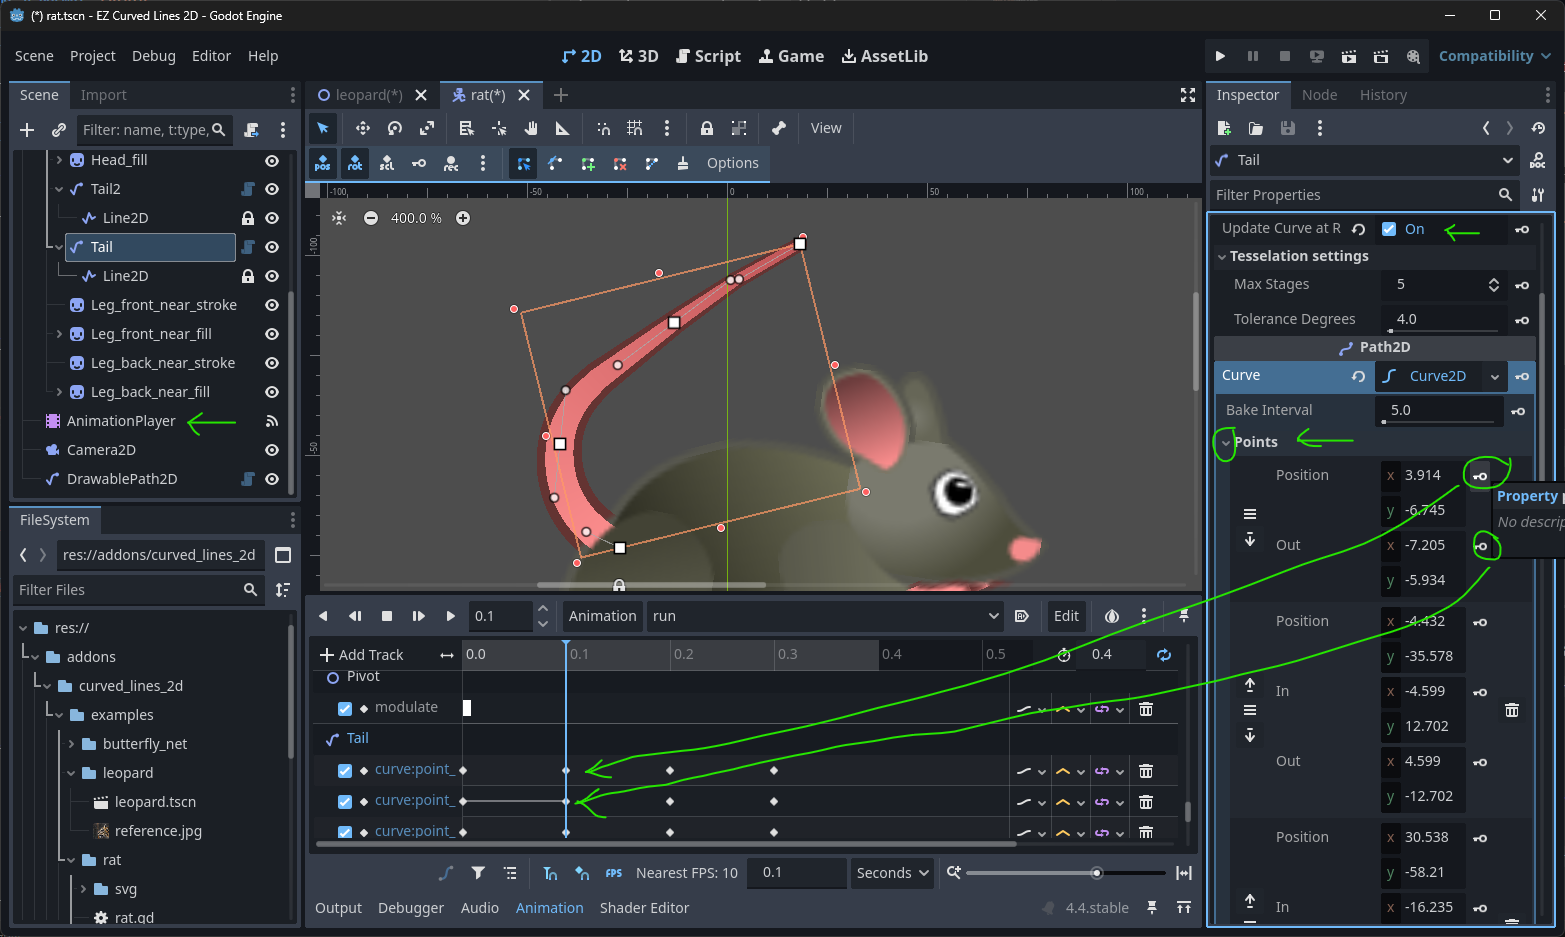 (*) rat.tscn - EZ Curved Lines 2D - Godot Engine
Scene Project Debug Editor Help
2D 3D Script Game AssetLib
Compatibility
Scene Import
Filter: name, t:type,
Head_fill
Tail2
Line2D
Tail
Line2D
Leg_front_near_stroke
Leg_front_near_fill
Leg_back_near_stroke
Leg_back_near_fill
AnimationPlayer
Camera2D
DrawablePath2D
FileSystem
res://addons/curved_lines_2d
Filter Files
res://
addons
curved_lines_2d
examples
butterfly_net
leopard
leopard.tscn
reference.jpg
rat
svg
rat.gd
leopard(*) rat(*)
View
pos rot scl rec Options
-100 -50 0 50 100
-100
-50
400.0 %
0.1 Animation run Edit
Add Track 0.0 0.1 0.2 0.3 0.4 0.5 0.4
Pivot
modulate
Tail
curve:point_
curve:point_
curve:point_
FPS Nearest FPS: 10 0.1 Seconds
Output Debugger Audio Animation Shader Editor 4.4.stable
Inspector Node History
Tail DOC
Filter Properties
Update Curve at R On
Tesselation settings
Max Stages 5
Tolerance Degrees 4.0
Path2D
Curve Curve2D
Bake Interval 5.0
Points
Position x 3.914
y -6.745
Out x -7.205
y -5.934
Position x -4.432
y -35.578
In x -4.599
y 12.702
Out x 4.599
y -12.702
Position x 30.538
y -58.21
In x -16.235
Property
No descrip